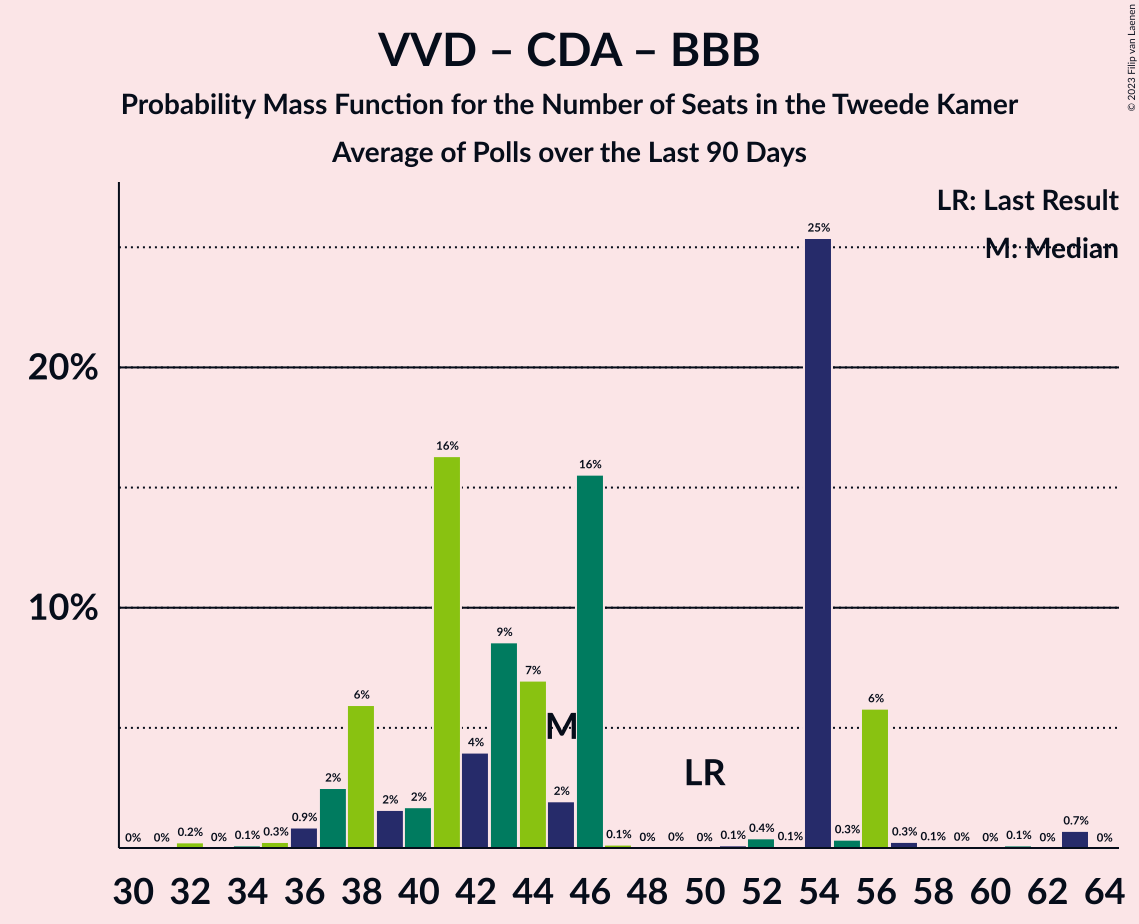 VVD – CDA – BBB
Probability Mass Function for the Number of Seats in the Tweede Kamer
Average of Polls over the Last 90 Days
© 2023 Filip van Laenen
LR: Last Result
M: Median
20%
10%
0% 0% 0.2% 0% 0.1% 0.3% 0.9% 2% 6% 2% 2% 16% 4% 9% 7% 2% 16% 0.1% 0% 0% 0% 0.1% 0.4% 0.1% 25% 0.3% 6% 0.3% 0.1% 0% 0% 0.1% 0% 0.7% 0%
M
LR
30 32 34 36 38 40 42 44 46 48 50 52 54 56 58 60 62 64